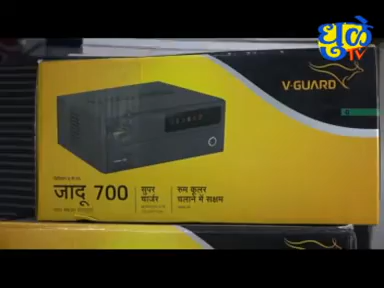 धुळे
TV
V-GUARD
जादू 700
सुपर
चार्जर
रूम कूलर
चलाने में सक्षम